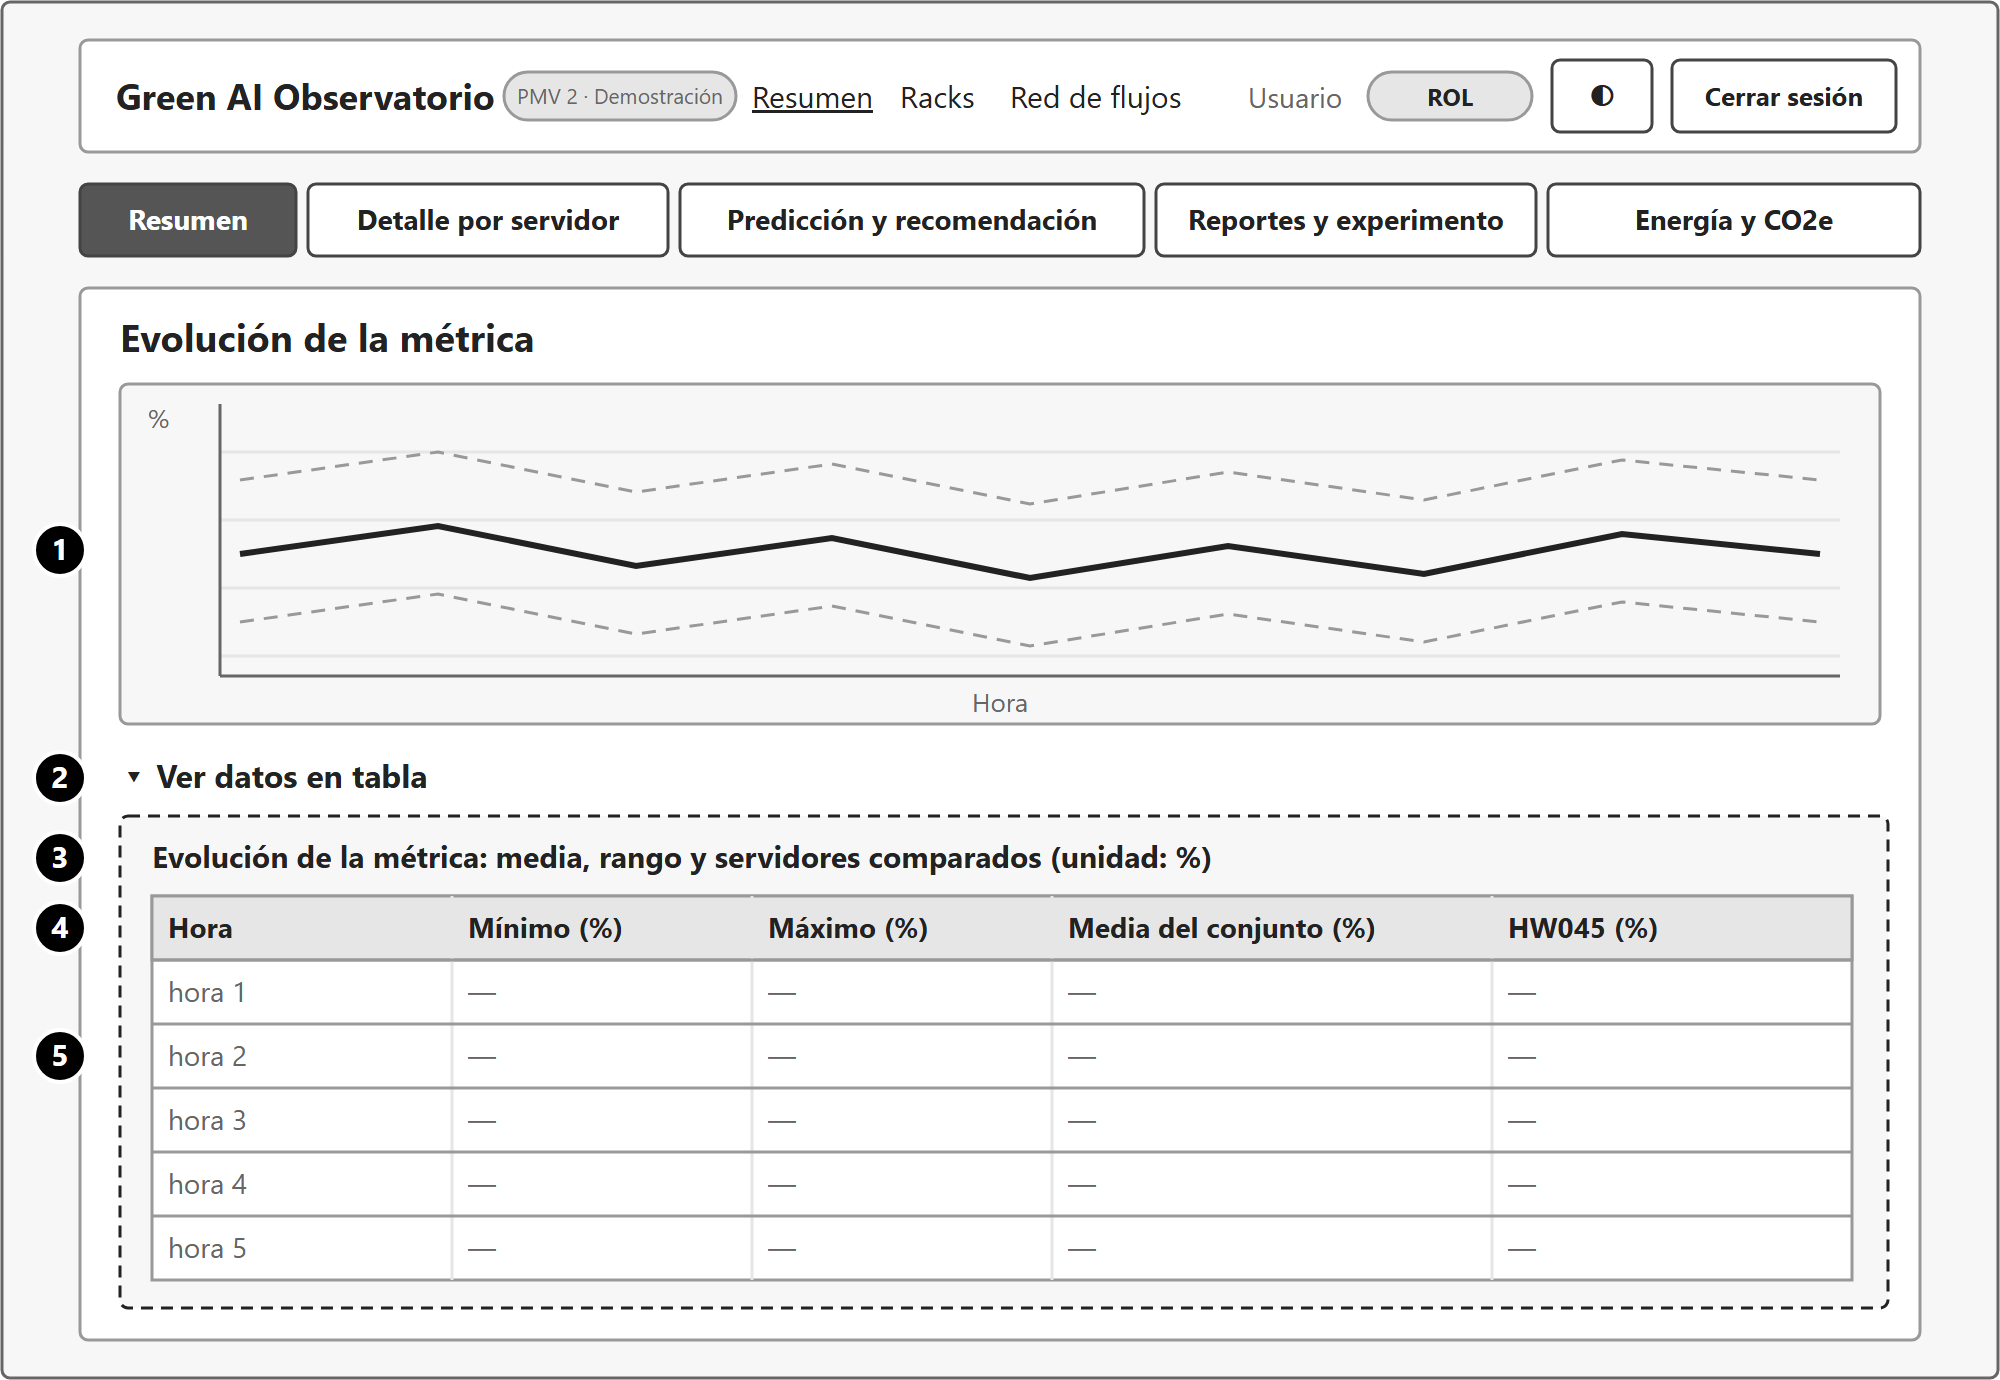 Green AI Observatorio PMV 2 · Demostración Resumen Racks Red de flujos Usuario ROL Cerrar sesión
Resumen Detalle por servidor Predicción y recomendación Reportes y experimento Energía y CO2e
Evolución de la métrica
%
1
Hora
2 Ver datos en tabla
3 Evolución de la métrica: media, rango y servidores comparados (unidad: %)
4 Hora Mínimo (%) Máximo (%) Media del conjunto (%) HW045 (%)
hora 1 — — — —
5 hora 2 — — — —
hora 3 — — — —
hora 4 — — — —
hora 5 — — — —